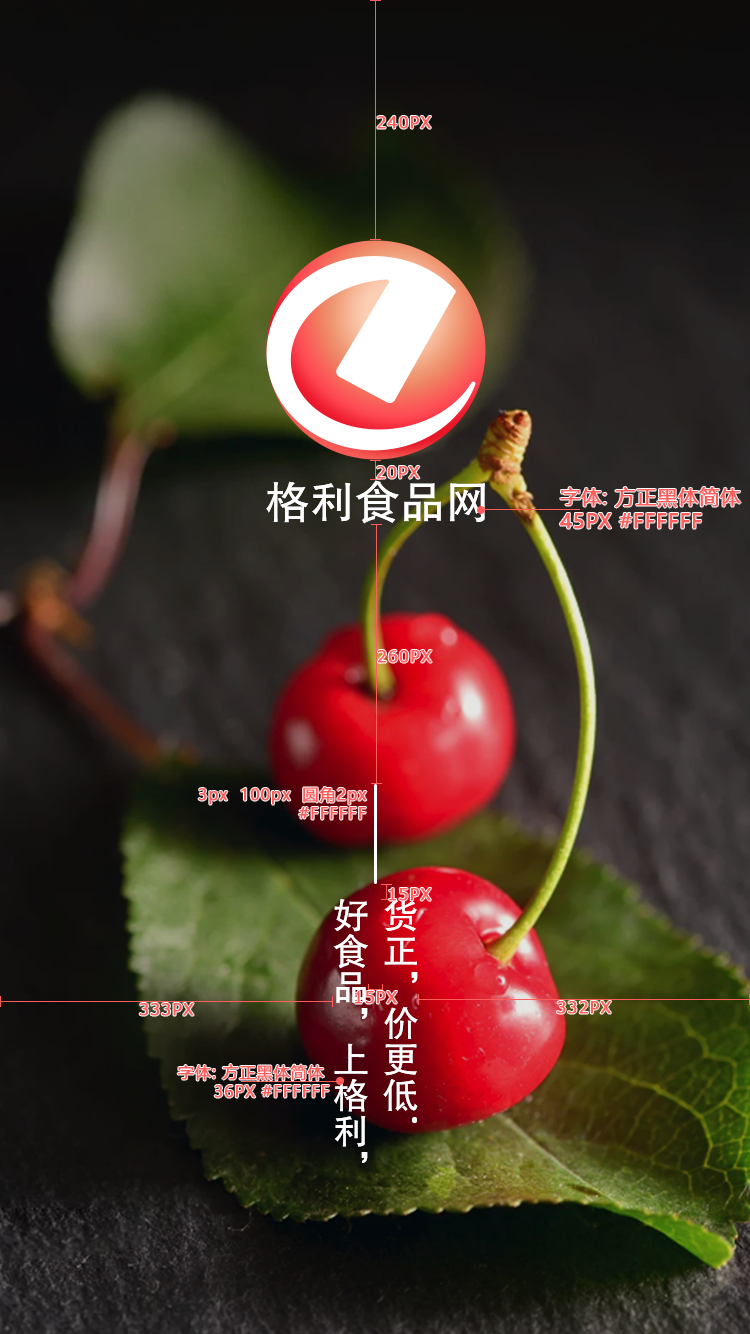 240PX
20PX
格利食品网
字体: 方正黑体简体
45PX #FFFFFF
260PX
3px 100px 圆角2px
#FFFFFF
15PX
好食品，上格利，
货正，价更低.
15PX
333PX
332PX
字体: 方正黑体简体
36PX #FFFFFF